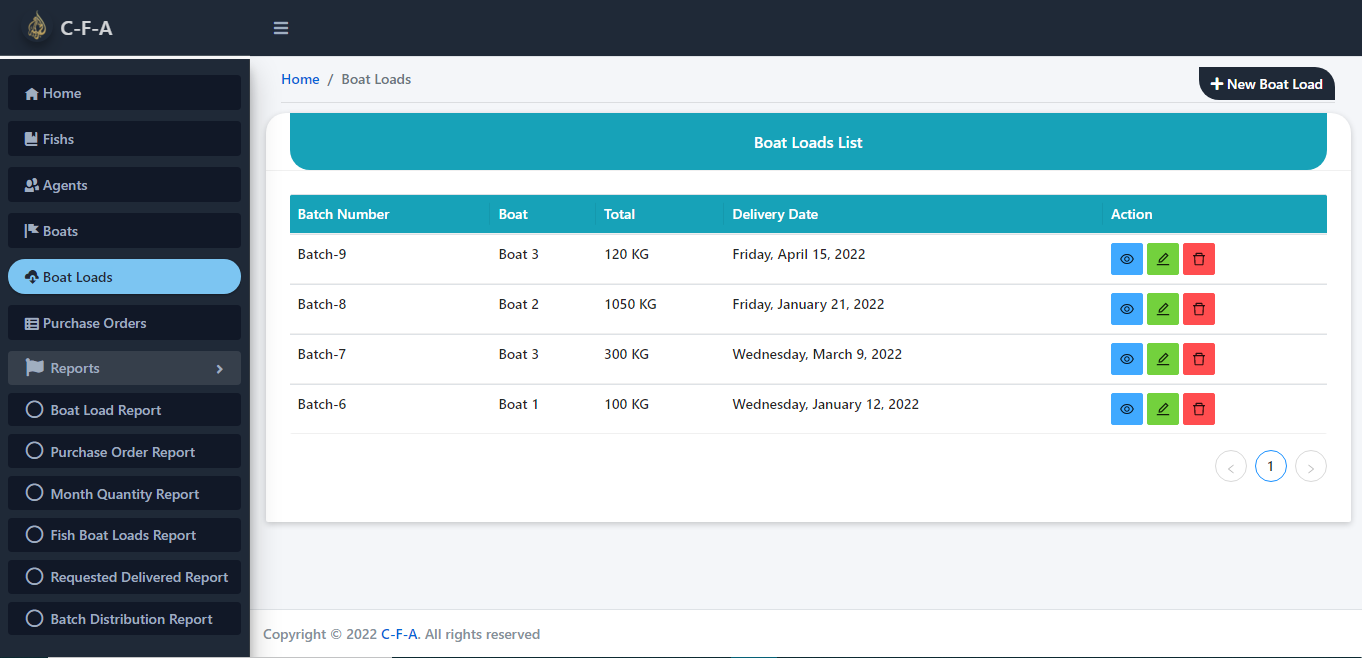 C-F-A
Home
Fishs
Agents
Boats
Boat Loads
Purchase Orders
Reports
Boat Load Report
Purchase Order Report
Month Quantity Report
Fish Boat Loads Report
Requested Delivered Report
Batch Distribution Report
Home / Boat Loads
New Boat Load
Boat Loads List
Batch Number Boat Total Delivery Date Action
Batch-9 Boat 3 120 KG Friday, April 15, 2022
Batch-8 Boat 2 1050 KG Friday, January 21, 2022
Batch-7 Boat 3 300 KG Wednesday, March 9, 2022
Batch-6 Boat 1 100 KG Wednesday, January 12, 2022
< 1 >
Copyright © 2022 C-F-A. All rights reserved